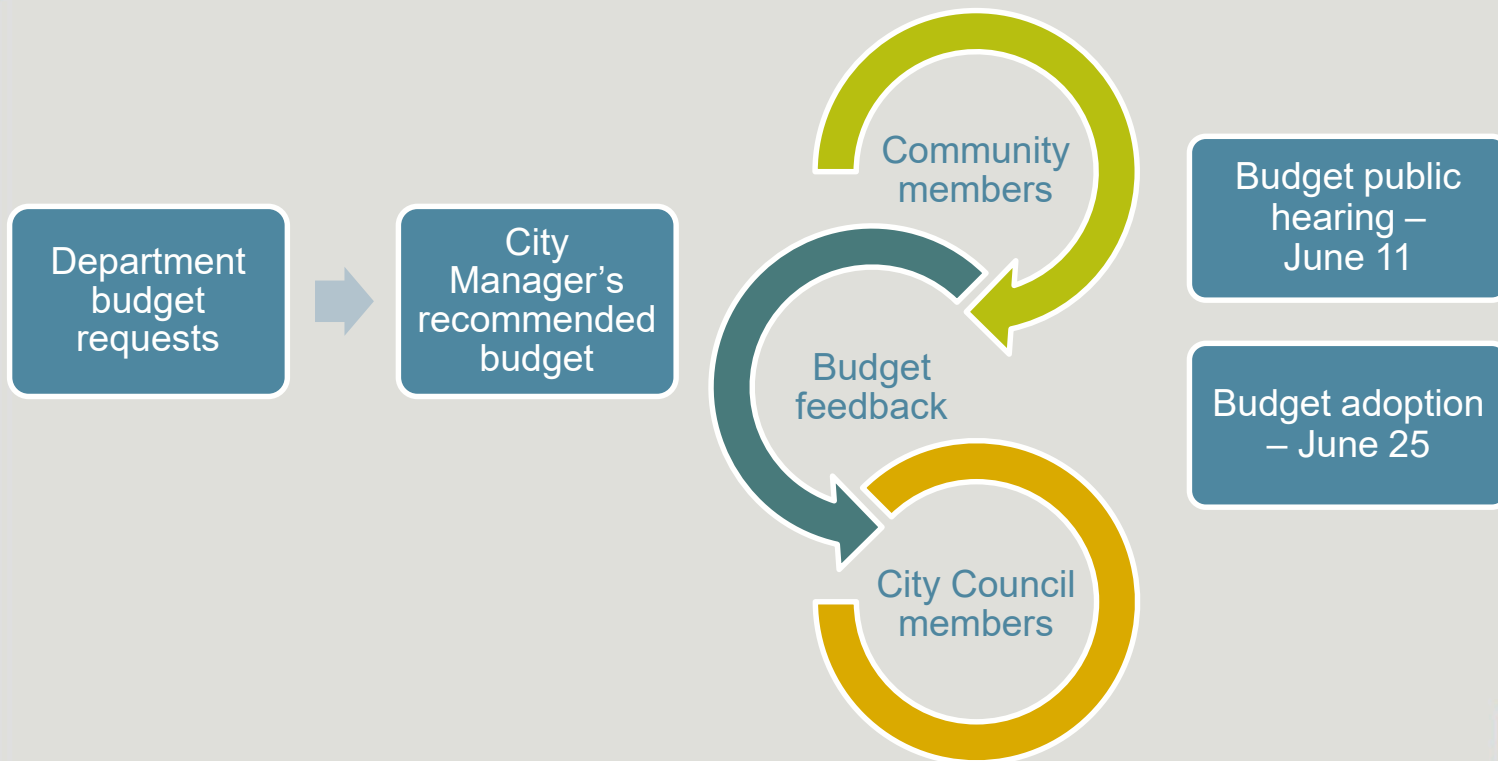 Department
budget
requests
City
Manager’s
recommended
budget
Community
members
Budget
feedback
City Council
members
Budget public
hearing –
June 11
Budget adoption
– June 25